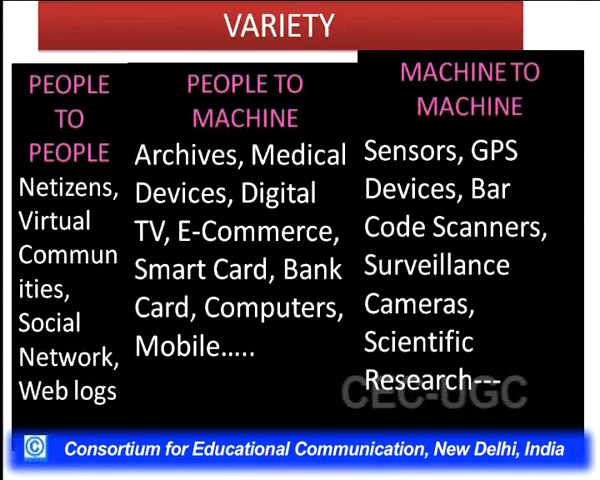 VARIETY
PEOPLE
TO
PEOPLE
Netizens,
Virtual
Commun
ities,
Social
Network,
Web logs
PEOPLE TO
MACHINE
Archives, Medical
Devices, Digital
TV, E-Commerce,
Smart Card, Bank
Card, Computers,
Mobile.....
MACHINE TO
MACHINE
Sensors, GPS
Devices, Bar
Code Scanners,
Surveillance
Cameras,
Scientific
Research---
CEC-UGC
© Consortium for Educational Communication, New Delhi, India